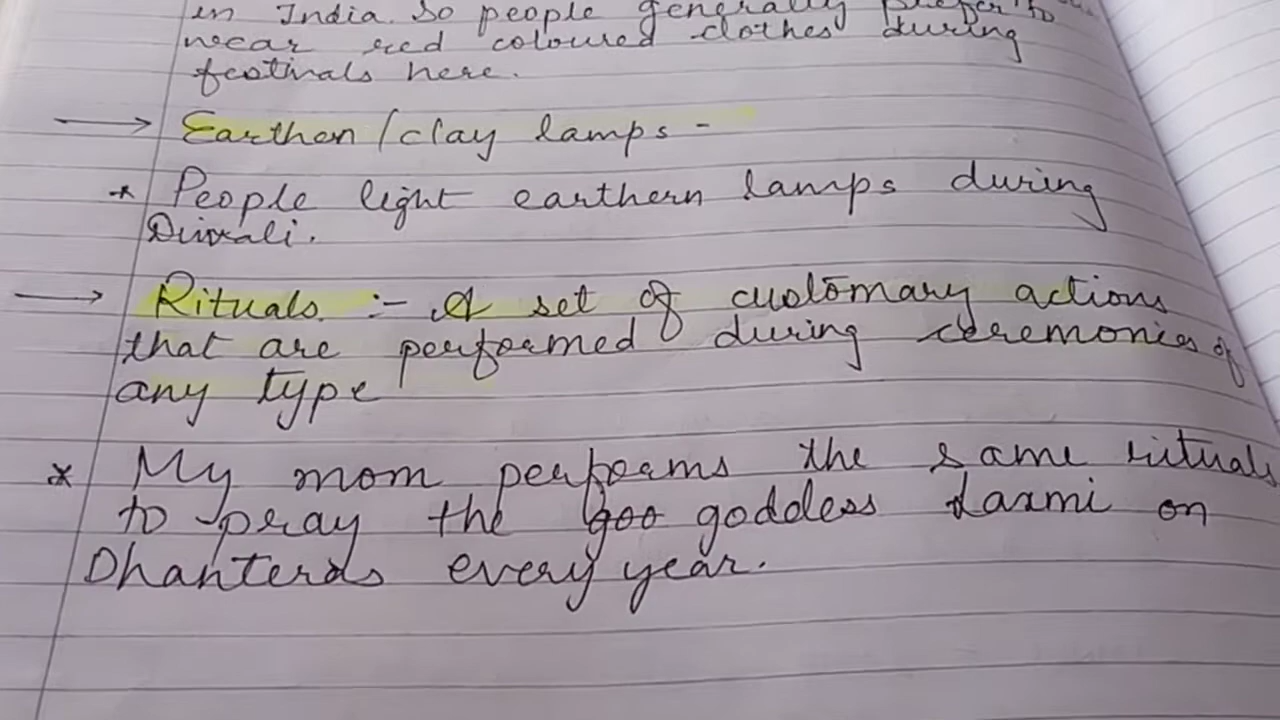 in India. So people generally prefer to
wear red coloured clothes during
festivals here.
→ Earthen/clay lamps -
* People light earthern lamps during
Diwali.
→ Rituals :- A set of customary actions
that are performed during ceremonies of
any type
* My mom performs the same rituals
to pray the goo goddess Laxmi on
Dhanteras every year.